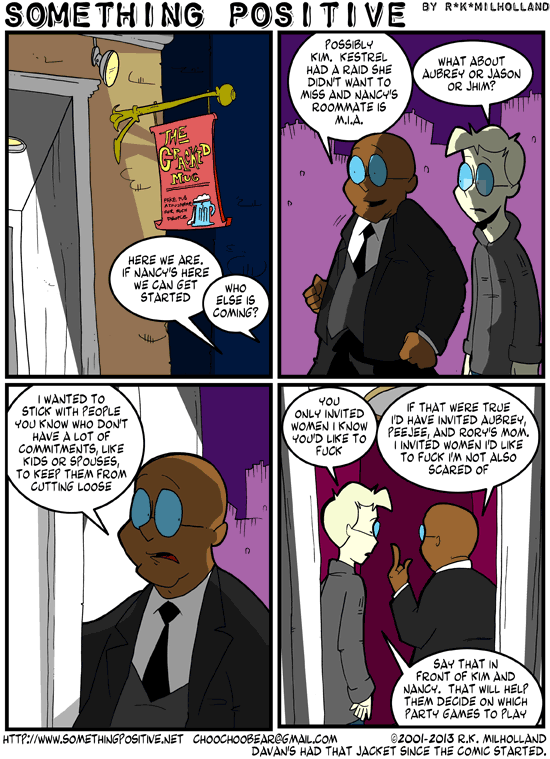 SOMETHING POSITIVE BY R*K*MILHOLLAND
THE
CRACKED
MUG
HERE WE ARE.
IF NANCY'S HERE
WE CAN GET
STARTED
WHO
ELSE IS
COMING?
POSSIBLY
KIM. KESTREL
HAD A RAID SHE
DIDN'T WANT TO
MISS AND NANCY'S
ROOMMATE IS
M.I.A.
WHAT ABOUT
AUBREY OR JASON
OR JHIM?
I WANTED TO
STICK WITH PEOPLE
YOU KNOW WHO DON'T
HAVE A LOT OF
COMMITMENTS, LIKE
KIDS OR SPOUSES,
TO KEEP THEM FROM
CUTTING LOOSE
YOU
ONLY INVITED
WOMEN I KNOW
YOU'D LIKE TO
FUCK
IF THAT WERE TRUE
I'D HAVE INVITED AUBREY,
PEEJEE, AND RORY'S MOM.
I INVITED WOMEN I'D LIKE
TO FUCK I'M NOT ALSO
SCARED OF
SAY THAT IN
FRONT OF KIM AND
NANCY. THAT WILL HELP
THEM DECIDE ON WHICH
PARTY GAMES TO PLAY
HTTP://WWW.SOMETHINGPOSITIVE.NET CHOOCHOOBEAR@GMAIL.COM ©2001-2013 R.K. MILHOLLAND
DAVAN'S HAD THAT JACKET SINCE THE COMIC STARTED.